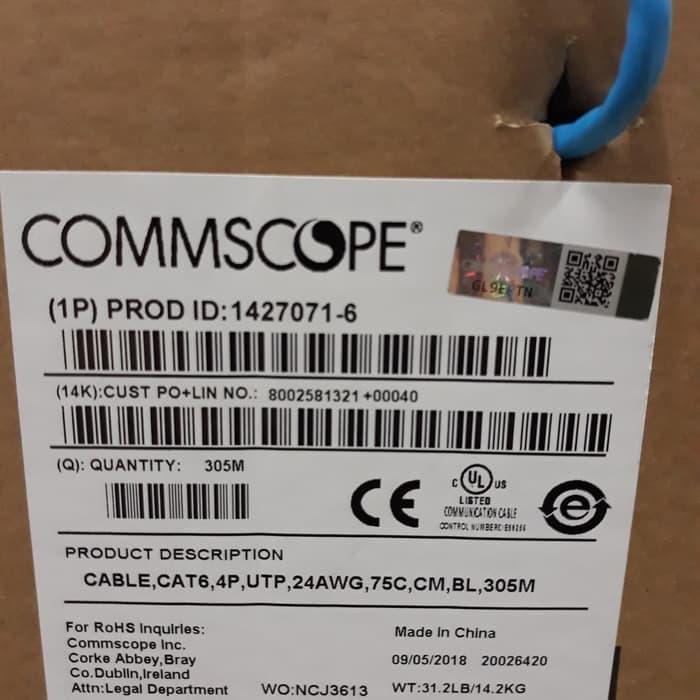 COMMSCOPE®
(1P) PROD ID:1427071-6
(14K):CUST PO+LIN NO.: 8002581321+00040
(Q): QUANTITY: 305M
CE
C UL US
LISTED
COMMUNICATION CABLE
e
PRODUCT DESCRIPTION
CABLE,CAT6,4P,UTP,24AWG,75C,CM,BL,305M
For RoHS Inquiries:
Commscope Inc.
Corke Abbey,Bray
Co.Dublin,Ireland
Attn:Legal Department
Made in China
09/05/2018 20026420
WO:NCJ3613 WT:31.2LB/14.2KG